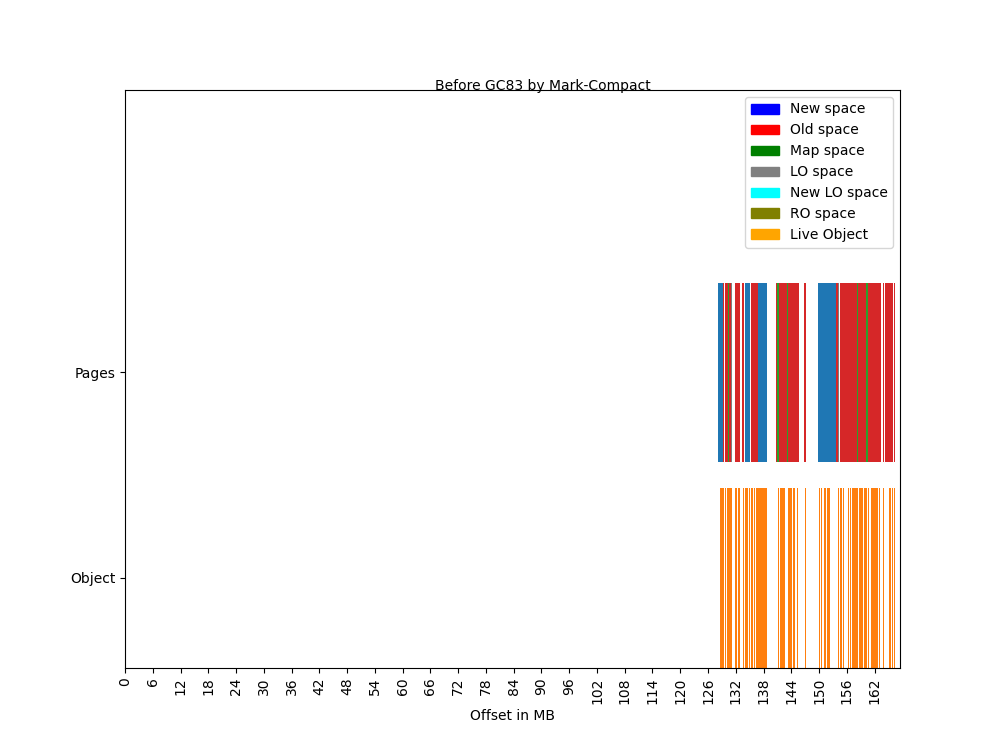 Before GC83 by Mark-Compact
New space
Old space
Map space
LO space
New LO space
RO space
Live Object
Pages
Object
0 6 12 18 24 30 36 42 48 54 60 66 72 78 84 90 96 102 108 114 120 126 132 138 144 150 156 162
Offset in MB